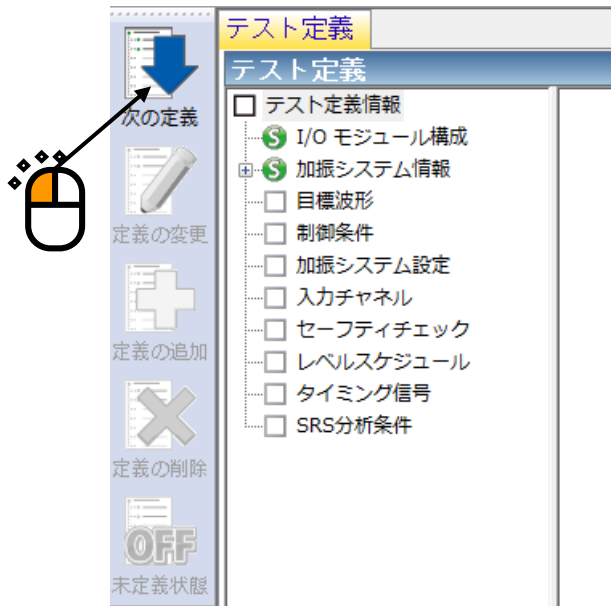 テスト定義
テスト定義
次の定義
定義の変更
定義の追加
定義の削除
OFF
未定義状態
テスト定義情報
S I/O モジュール構成
S 加振システム情報
目標波形
制御条件
加振システム設定
入力チャネル
セーフティチェック
レベルスケジュール
タイミング信号
SRS分析条件